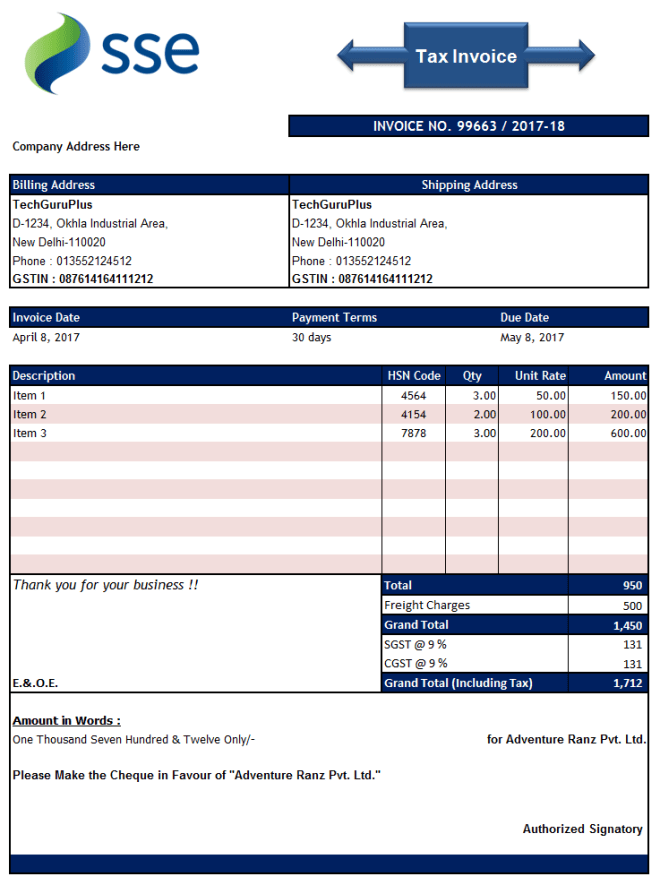 sse
Tax Invoice
INVOICE NO. 99663 / 2017-18
Company Address Here
Billing Address Shipping Address
TechGuruPlus TechGuruPlus
D-1234, Okhla Industrial Area, D-1234, Okhla Industrial Area,
New Delhi-110020 New Delhi-110020
Phone : 013552124512 Phone : 013552124512
GSTIN : 087614164111212 GSTIN : 087614164111212
Invoice Date Payment Terms Due Date
April 8, 2017 30 days May 8, 2017
Description HSN Code Qty Unit Rate Amount
Item 1 4564 3.00 50.00 150.00
Item 2 4154 2.00 100.00 200.00
Item 3 7878 3.00 200.00 600.00
Thank you for your business !! Total 950
Freight Charges 500
Grand Total 1,450
SGST @ 9 % 131
CGST @ 9 % 131
E.&.O.E. Grand Total (Including Tax) 1,712
Amount in Words :
One Thousand Seven Hundred & Twelve Only/- for Adventure Ranz Pvt. Ltd.
Please Make the Cheque in Favour of "Adventure Ranz Pvt. Ltd."
Authorized Signatory